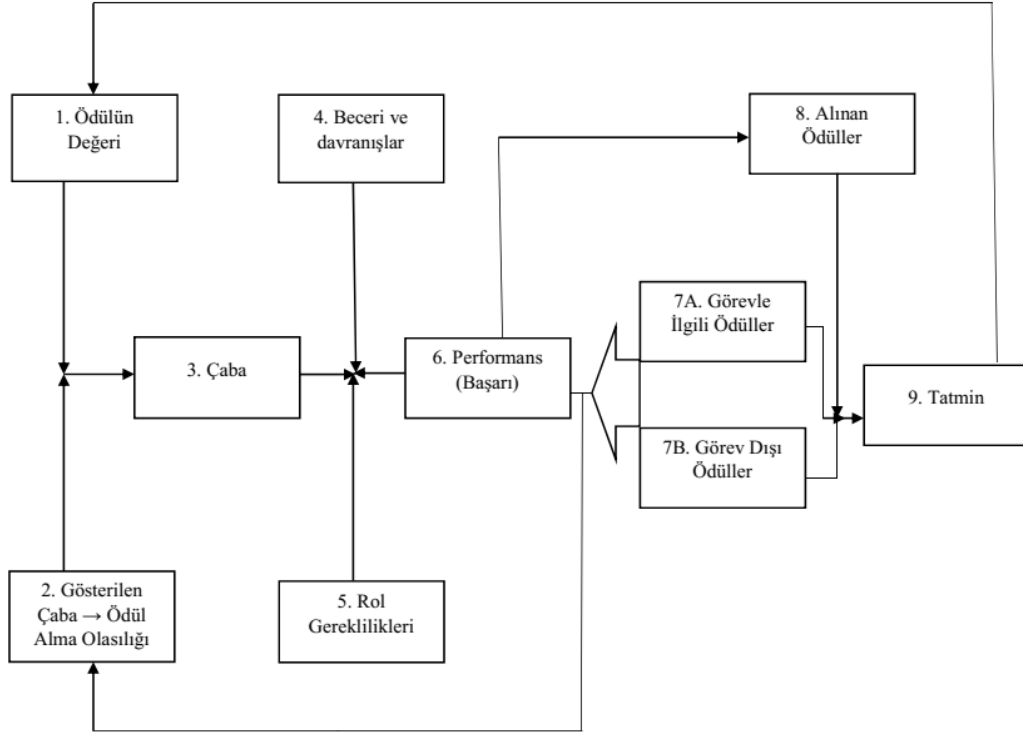 1. Ödülün
Değeri
2. Gösterilen
Çaba → Ödül
Alma Olasılığı
3. Çaba
4. Beceri ve
davranışlar
5. Rol
Gereklilikleri
6. Performans
(Başarı)
7A. Görevle
İlgili Ödüller
7B. Görev Dışı
Ödüller
8. Alınan
Ödüller
9. Tatmin